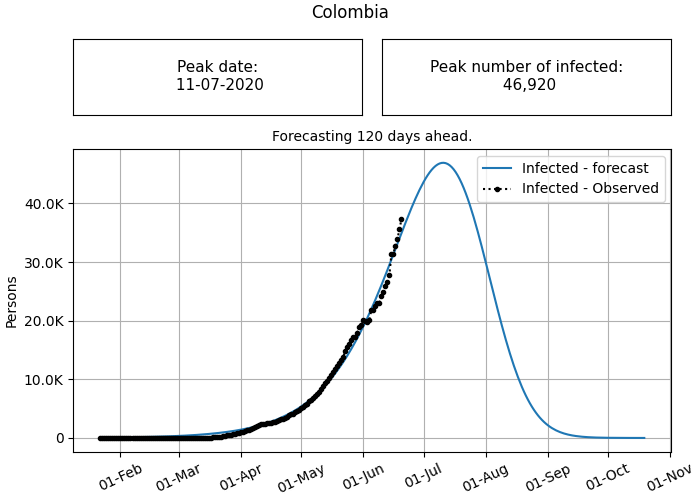 Colombia
Peak date:
11-07-2020
Peak number of infected:
46,920
Forecasting 120 days ahead.
Infected - forecast
Infected - Observed
Persons
40.0K
30.0K
20.0K
10.0K
0
01-Feb
01-Mar
01-Apr
01-May
01-Jun
01-Jul
01-Aug
01-Sep
01-Oct
01-Nov